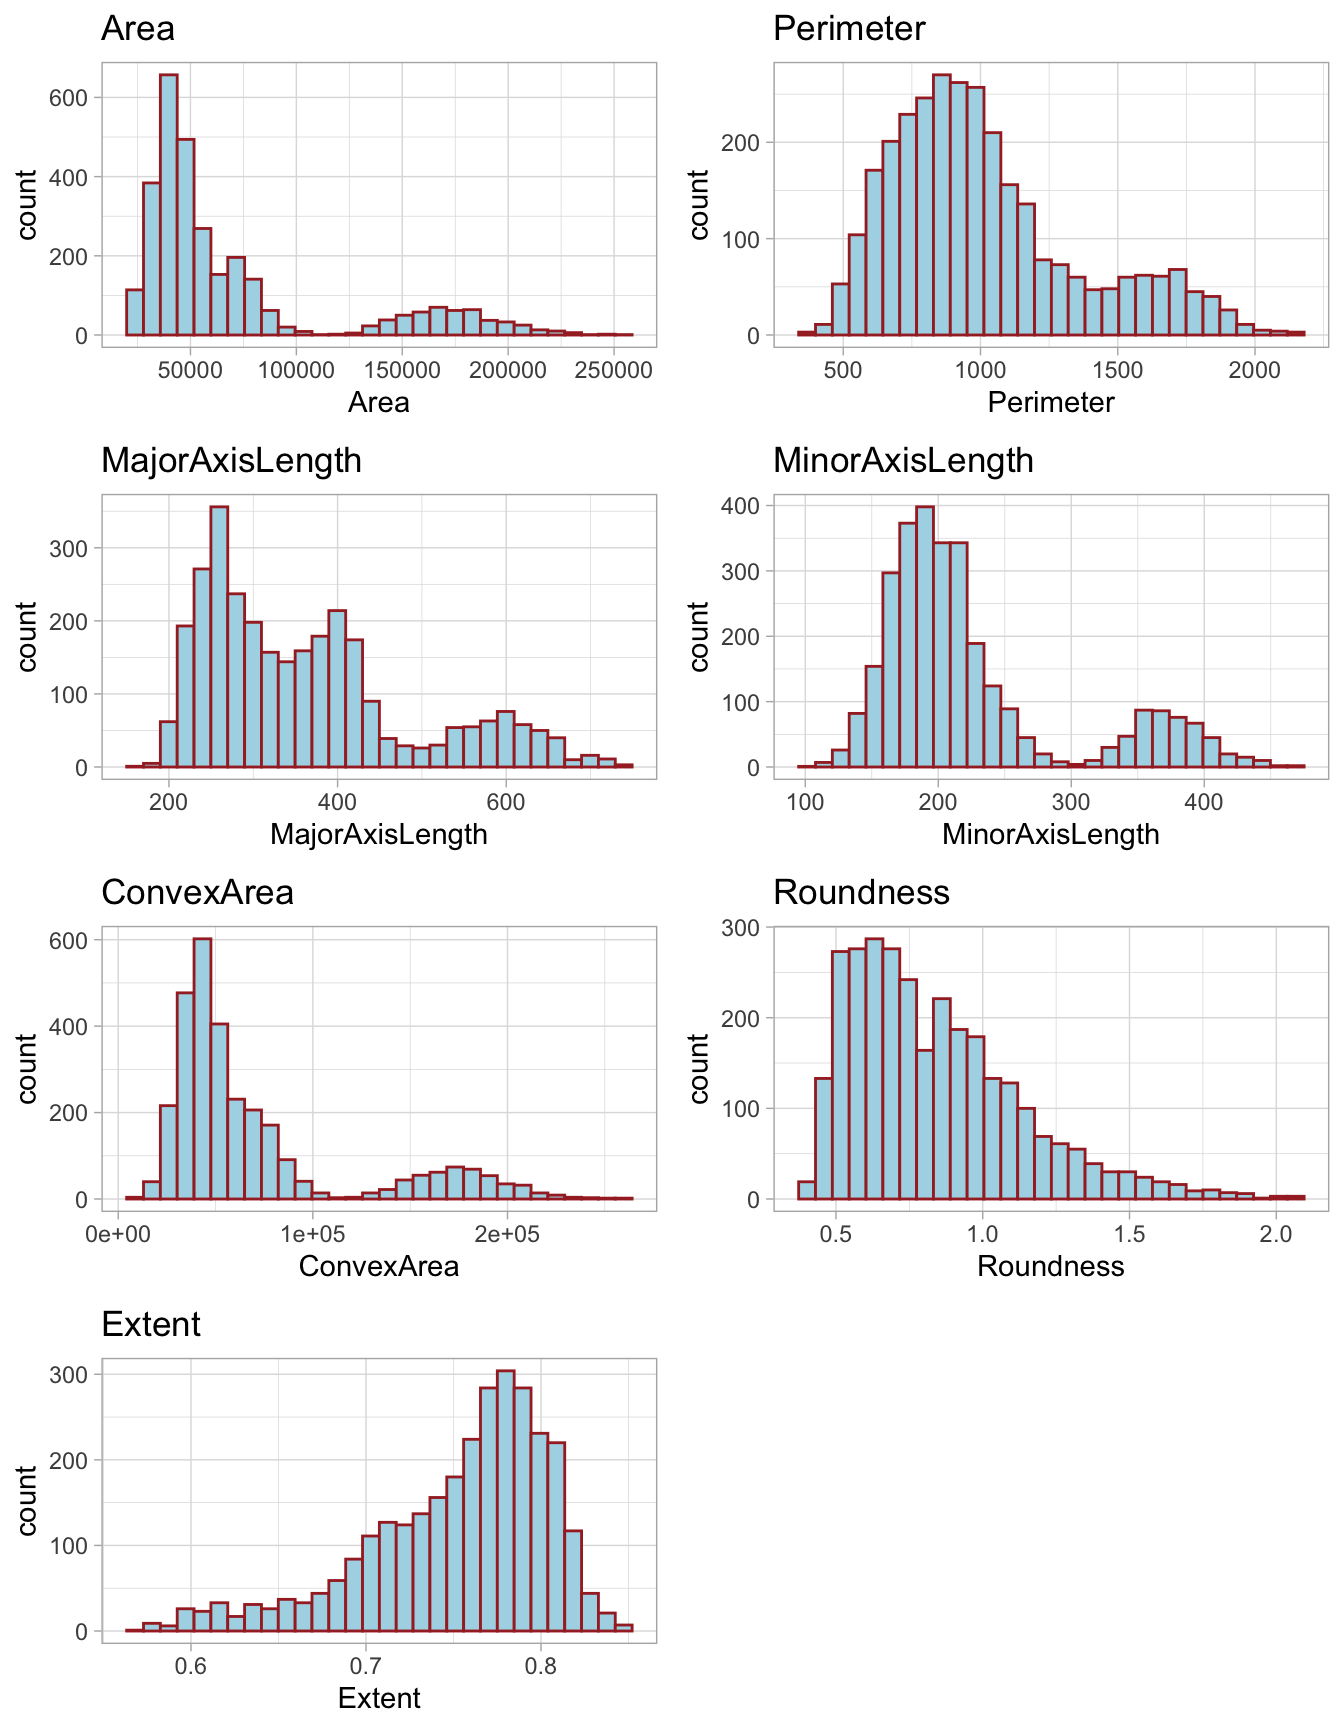 Area
600
400
200
0
count
50000 100000 150000 200000 250000
Area
Perimeter
200
100
0
count
500 1000 1500 2000
Perimeter
MajorAxisLength
300
200
100
0
count
200 400 600
MajorAxisLength
MinorAxisLength
400
300
200
100
0
count
100 200 300 400
MinorAxisLength
ConvexArea
600
400
200
0
count
0e+00 1e+05 2e+05
ConvexArea
Roundness
300
200
100
0
count
0.5 1.0 1.5 2.0
Roundness
Extent
300
200
100
0
count
0.6 0.7 0.8
Extent